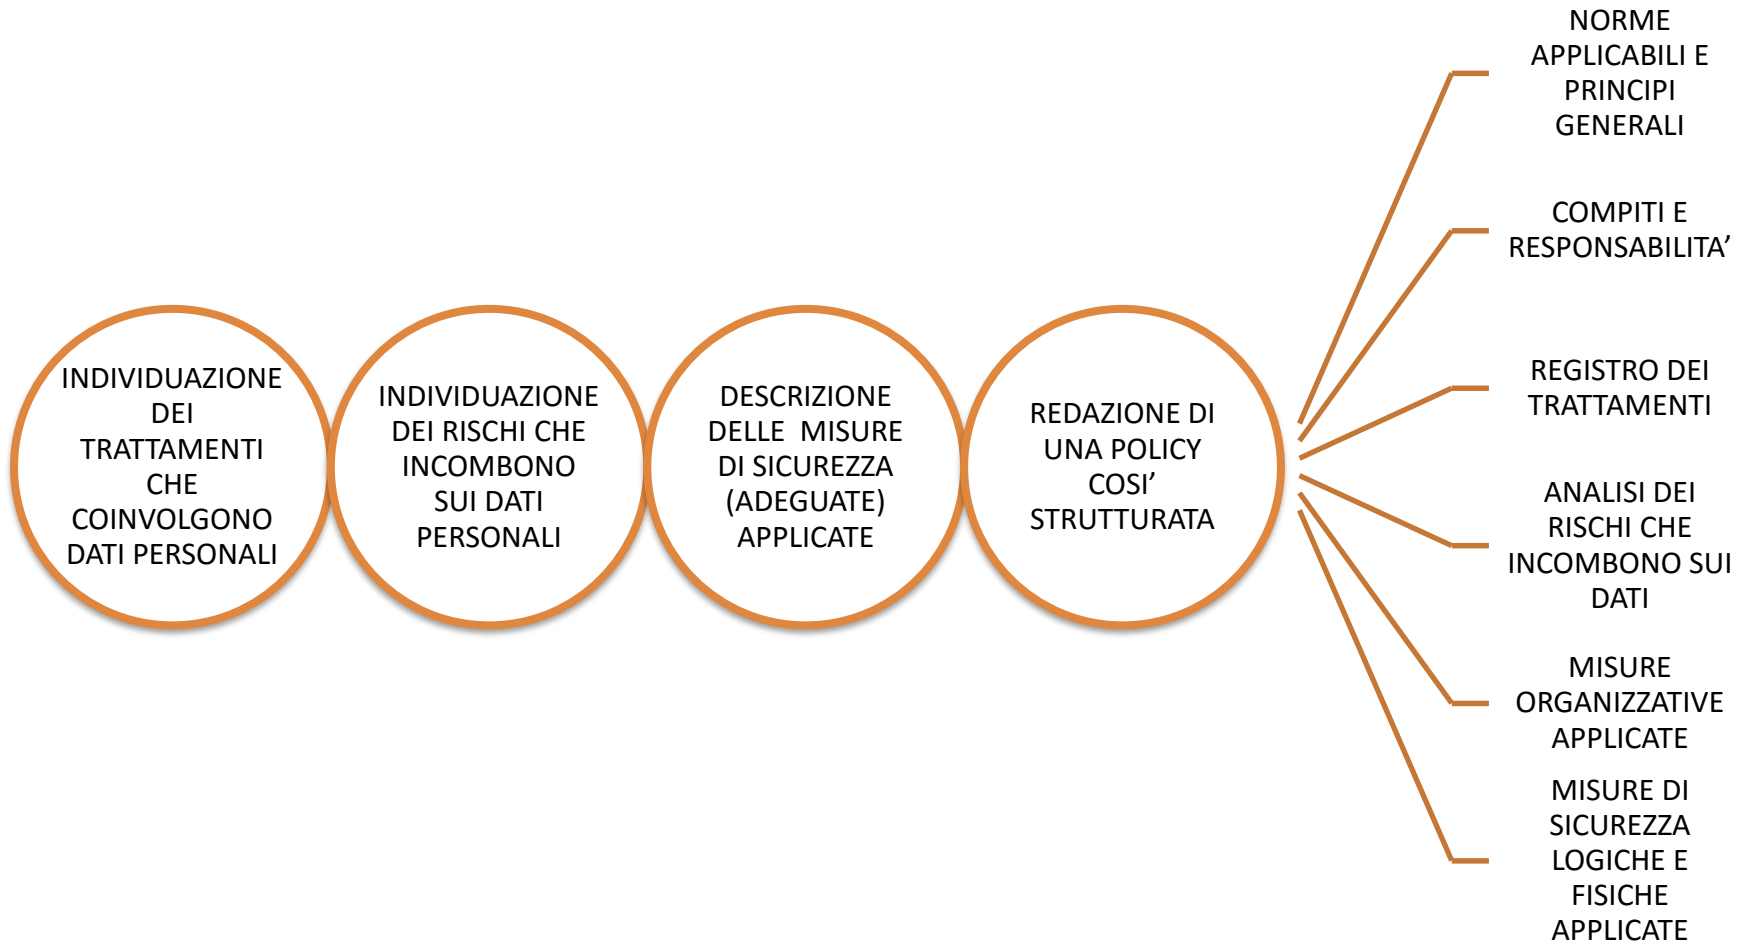 INDIVIDUAZIONE
DEI
TRATTAMENTI
CHE
COINVOLGONO
DATI PERSONALI
INDIVIDUAZIONE
DEI RISCHI CHE
INCOMBONO
SUI DATI
PERSONALI
DESCRIZIONE
DELLE  MISURE
DI SICUREZZA
(ADEGUATE)
APPLICATE
REDAZIONE DI
UNA POLICY
COSI’
STRUTTURATA
NORME
APPLICABILI E
PRINCIPI
GENERALI
COMPITI E
RESPONSABILITA’
REGISTRO DEI
TRATTAMENTI
ANALISI DEI
RISCHI CHE
INCOMBONO SUI
DATI
MISURE
ORGANIZZATIVE
APPLICATE
MISURE DI
SICUREZZA
LOGICHE E
FISICHE
APPLICATE